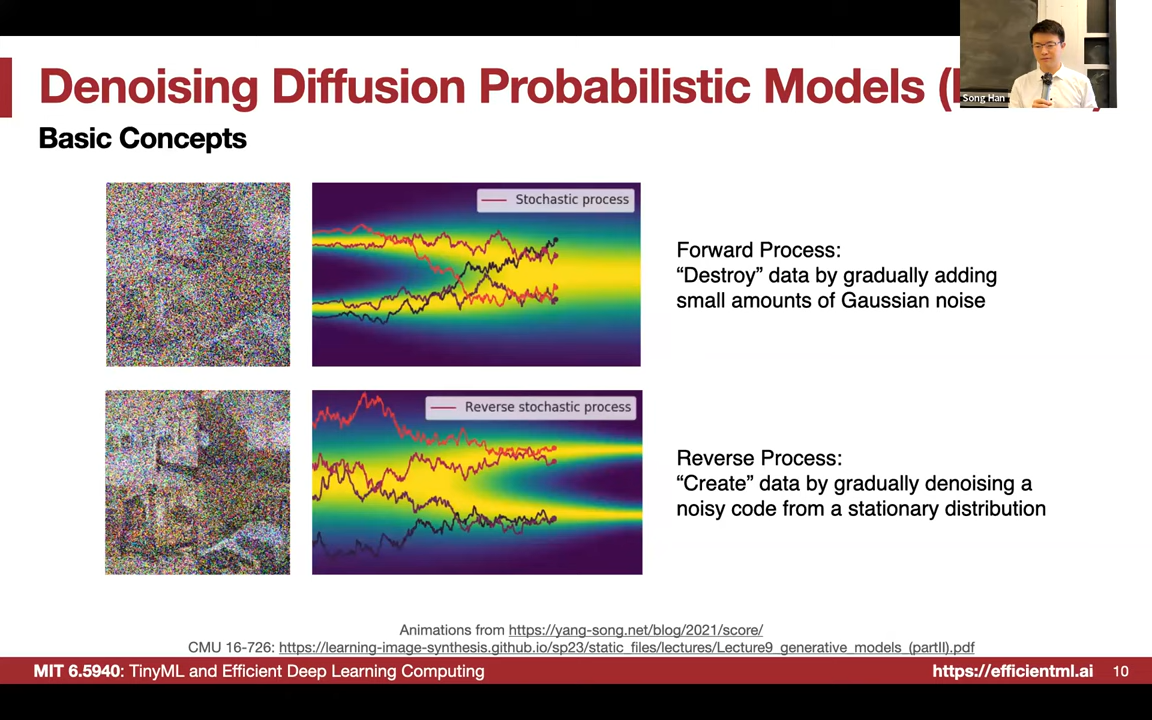 Denoising Diffusion Probabilistic Models (
Song Han
Basic Concepts
Stochastic process
Forward Process:
“Destroy” data by gradually adding
small amounts of Gaussian noise
Reverse stochastic process
Reverse Process:
“Create” data by gradually denoising a
noisy code from a stationary distribution
Animations from https://yang-song.net/blog/2021/score/
CMU 16-726: https://learning-image-synthesis.github.io/sp23/static_files/lectures/Lecture9_generative_models_(partII).pdf
MIT 6.5940: TinyML and Efficient Deep Learning Computing
https://efficientml.ai 10